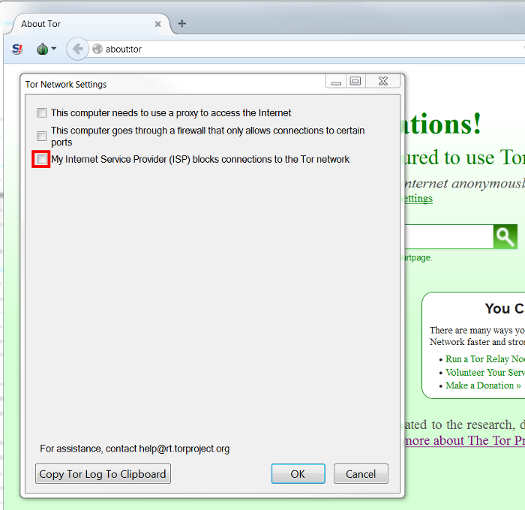 About Tor
about:tor
Tor Network Settings
This computer needs to use a proxy to access the Internet
This computer goes through a firewall that only allows connections to certain
ports
My Internet Service Provider (ISP) blocks connections to the Tor network
For assistance, contact help@rt.torproject.org
Copy Tor Log To Clipboard
OK
Cancel
ations!
ured to use Tor
nternet anonymously
ettings
artpage.
You C
There are many ways yo
Network faster and stro
Run a Tor Relay Noo
Volunteer Your Serv
Make a Donation »
ated to the research, d
more about The Tor Pr